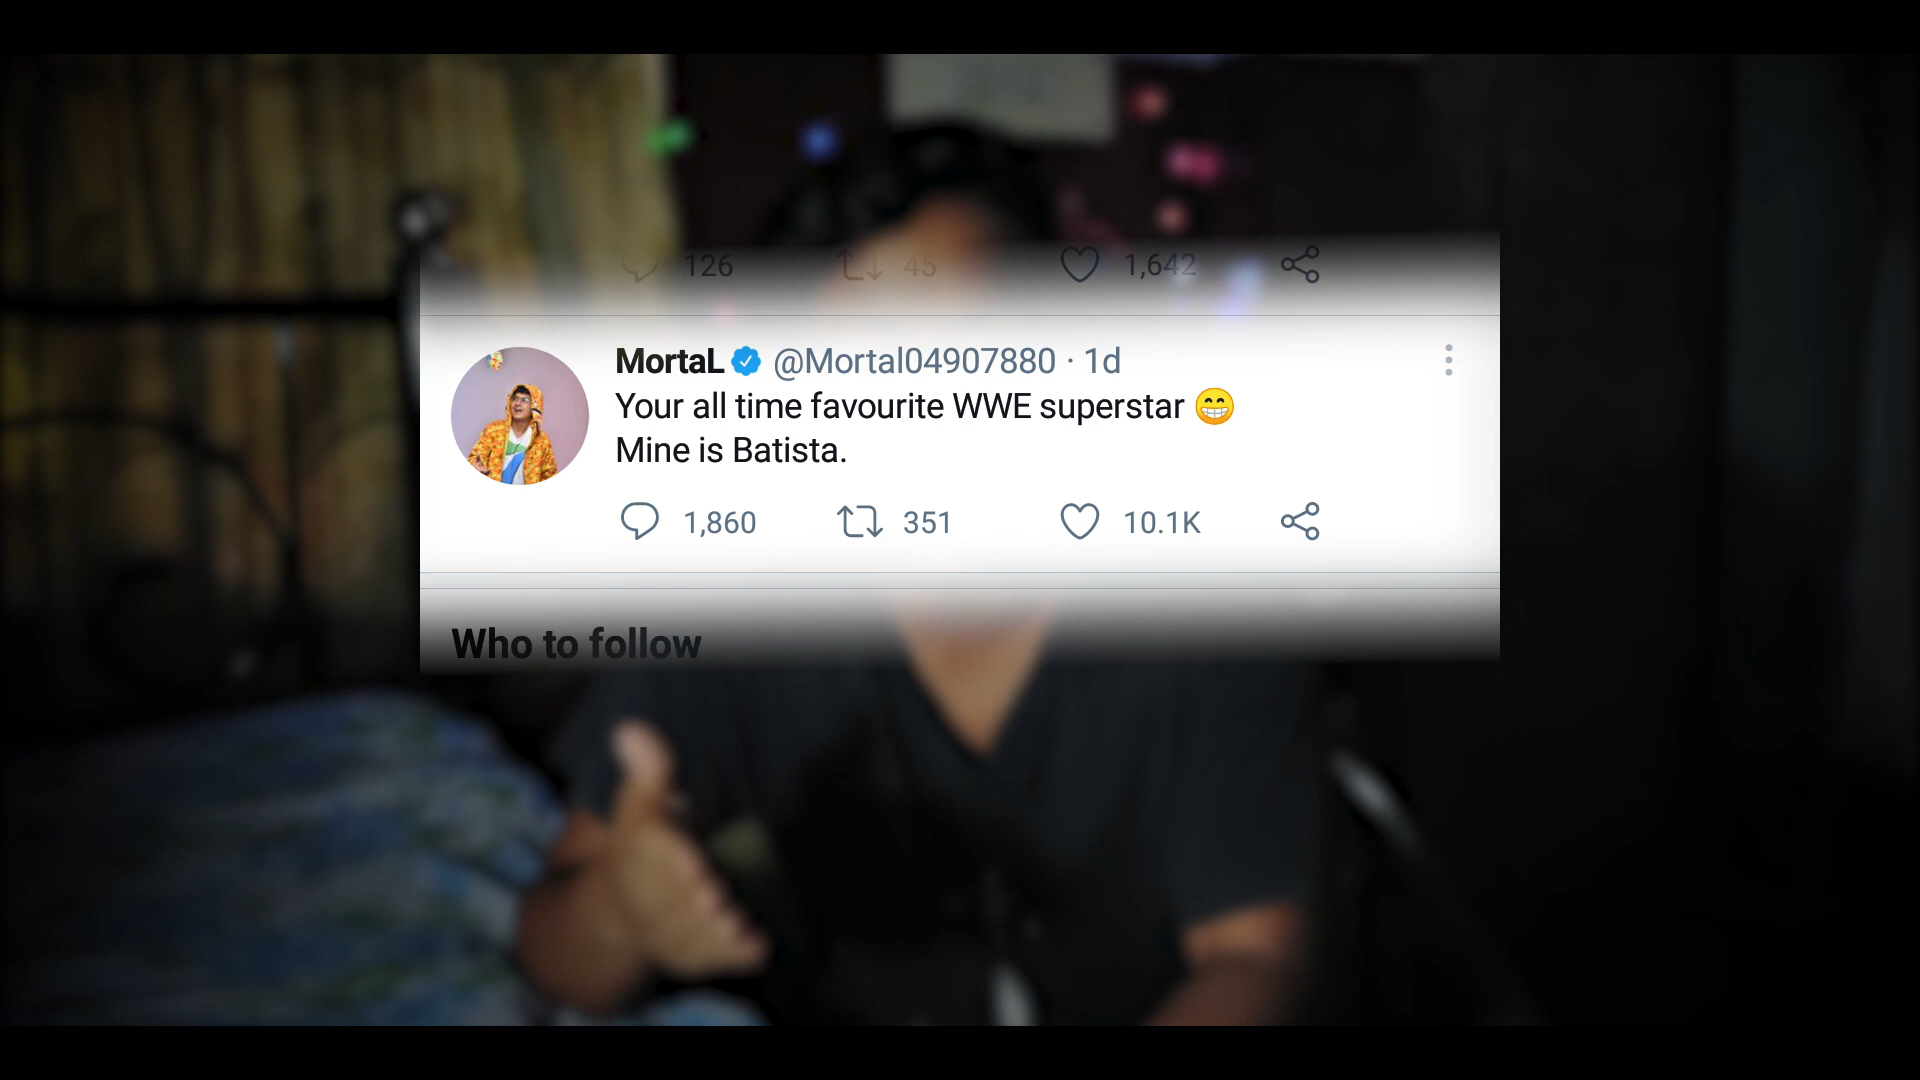 126 45 1,642
MortaL @Mortal04907880 · 1d
Your all time favourite WWE superstar 😁
Mine is Batista.
1,860 351 10.1K
Who to follow